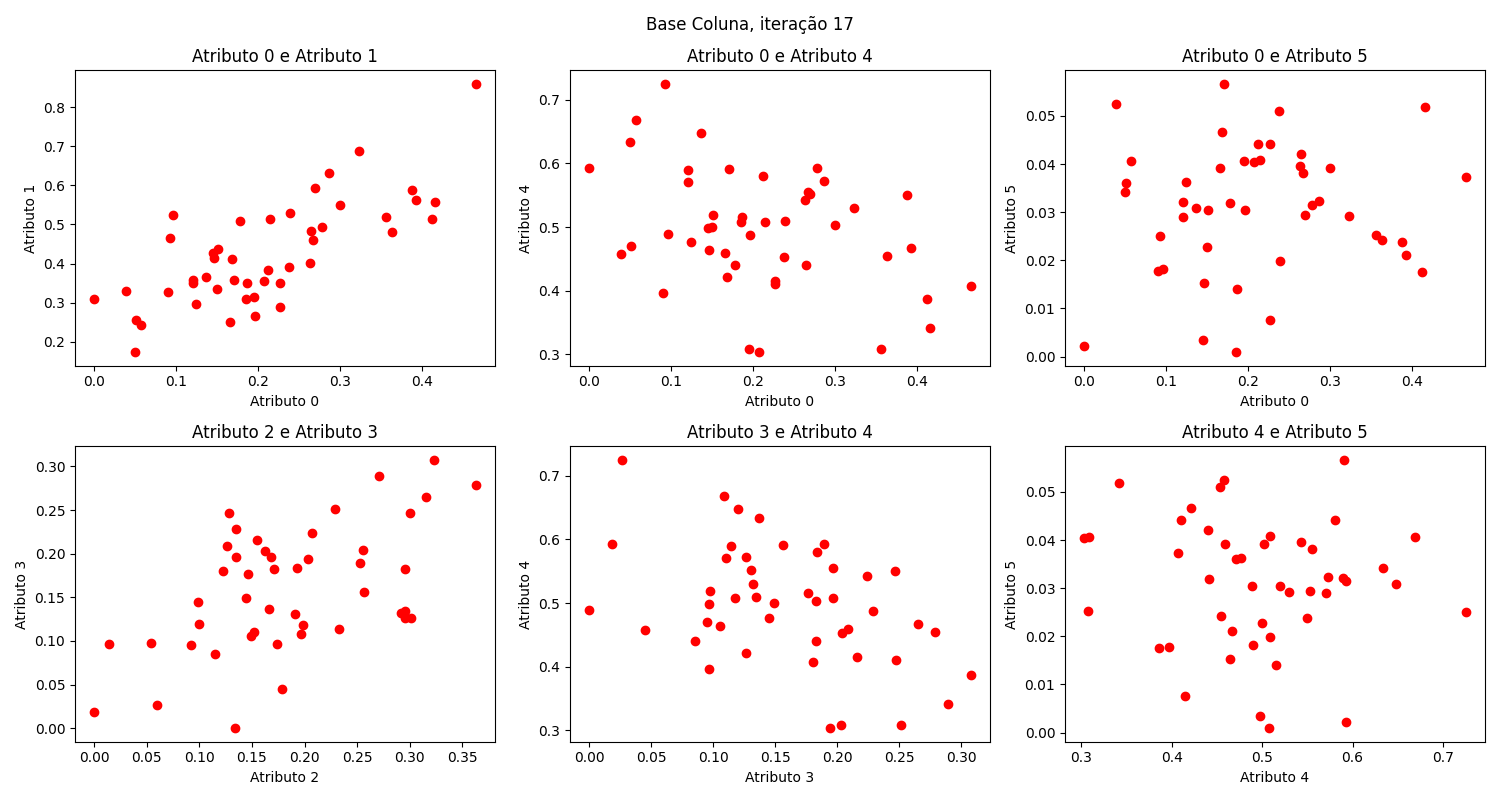 Base Coluna, iteração 17
Atributo 0 e Atributo 1
Atributo 0 e Atributo 4
Atributo 0 e Atributo 5
Atributo 1
0.8
0.7
0.6
0.5
0.4
0.3
0.2
0.0 0.1 0.2 0.3 0.4
Atributo 0
Atributo 4
0.7
0.6
0.5
0.4
0.3
0.0 0.1 0.2 0.3 0.4
Atributo 0
Atributo 5
0.05
0.04
0.03
0.02
0.01
0.00
0.0 0.1 0.2 0.3 0.4
Atributo 0
Atributo 2 e Atributo 3
Atributo 3 e Atributo 4
Atributo 4 e Atributo 5
Atributo 3
0.30
0.25
0.20
0.15
0.10
0.05
0.00
0.00 0.05 0.10 0.15 0.20 0.25 0.30 0.35
Atributo 2
Atributo 4
0.7
0.6
0.5
0.4
0.3
0.00 0.05 0.10 0.15 0.20 0.25 0.30
Atributo 3
Atributo 5
0.05
0.04
0.03
0.02
0.01
0.00
0.3 0.4 0.5 0.6 0.7
Atributo 4